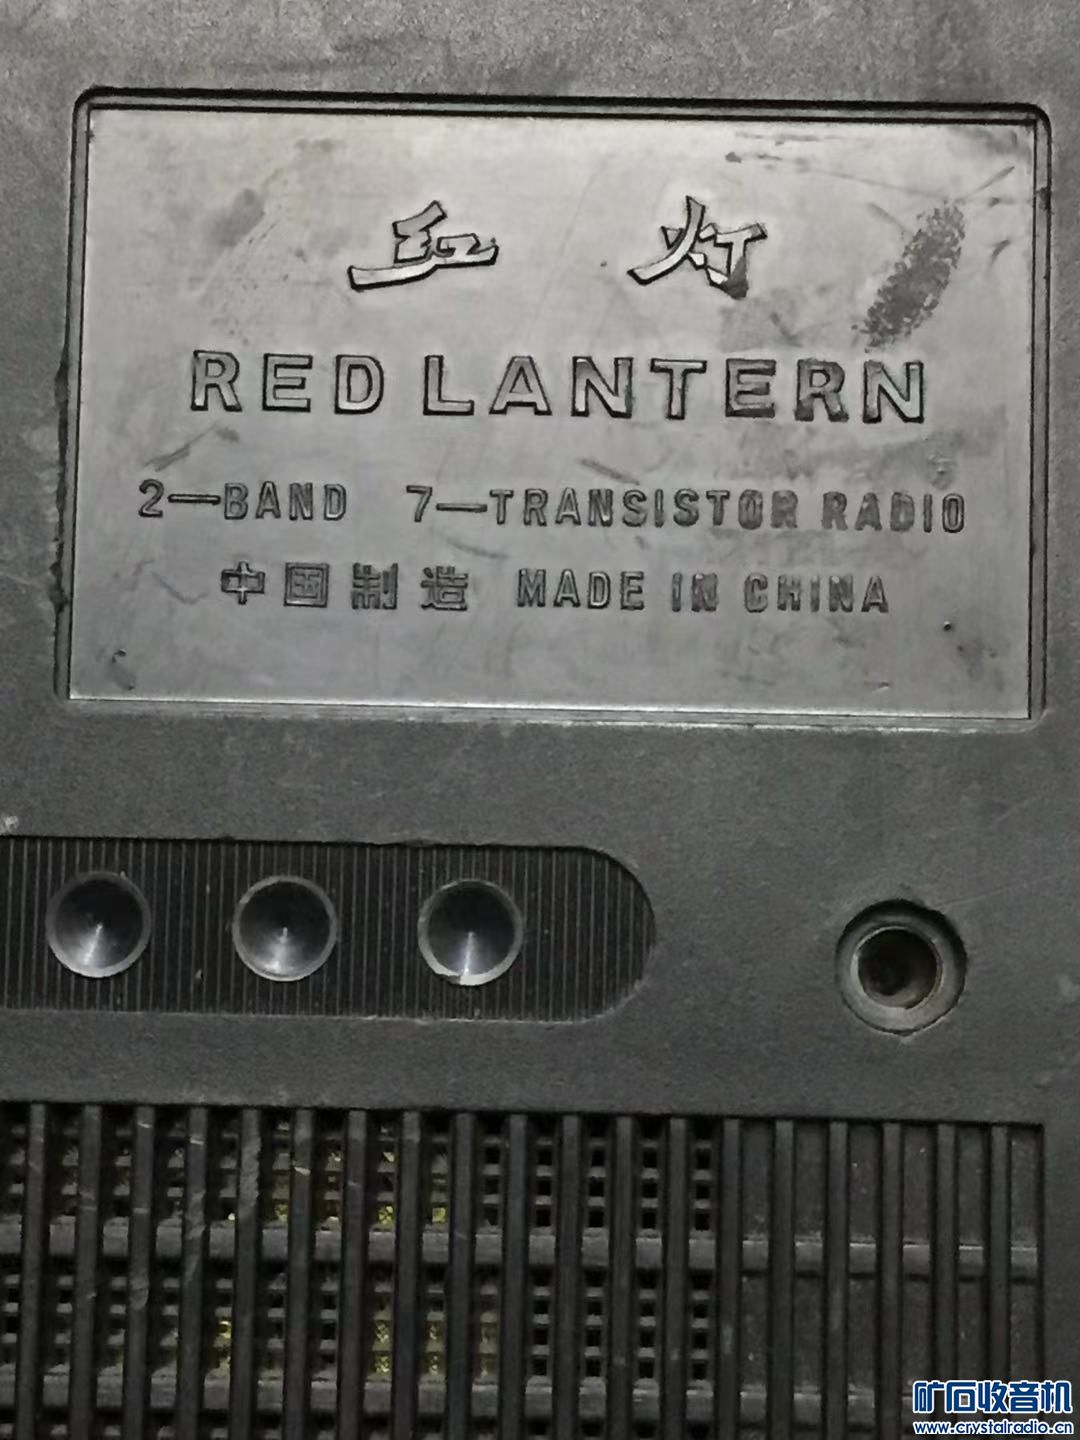 红 灯
RED LANTERN
2—BAND 7—TRANSISTOR RADIO
中国制造 MADE IN CHINA
矿石收音机
www.crystalradio.cn